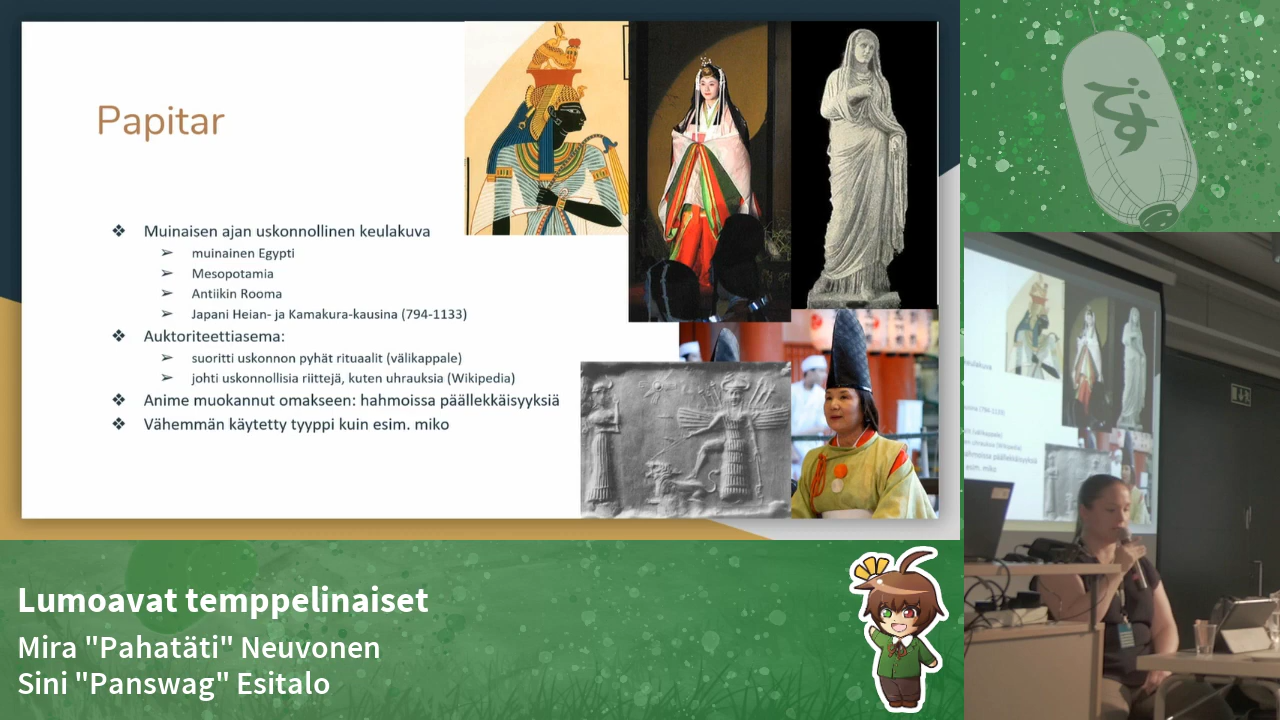 Papitar
❖ Muinaisen ajan uskonnollinen keulakuva
➢ muinainen Egypti
➢ Mesopotamia
➢ Antiikin Rooma
➢ Japani Heian- ja Kamakura-kausina (794-1133)
❖ Auktoriteettiasema:
➢ suoritti uskonnon pyhät rituaalit (välikappale)
➢ johti uskonnollisia riittejä, kuten uhrauksia (Wikipedia)
❖ Anime muokannut omakseen: hahmoissa päällekkäisyyksiä
❖ Vähemmän käytetty tyyppi kuin esim. miko
Lumoavat temppelinaiset
Mira "Pahatäti" Neuvonen
Sini "Panswag" Esitalo